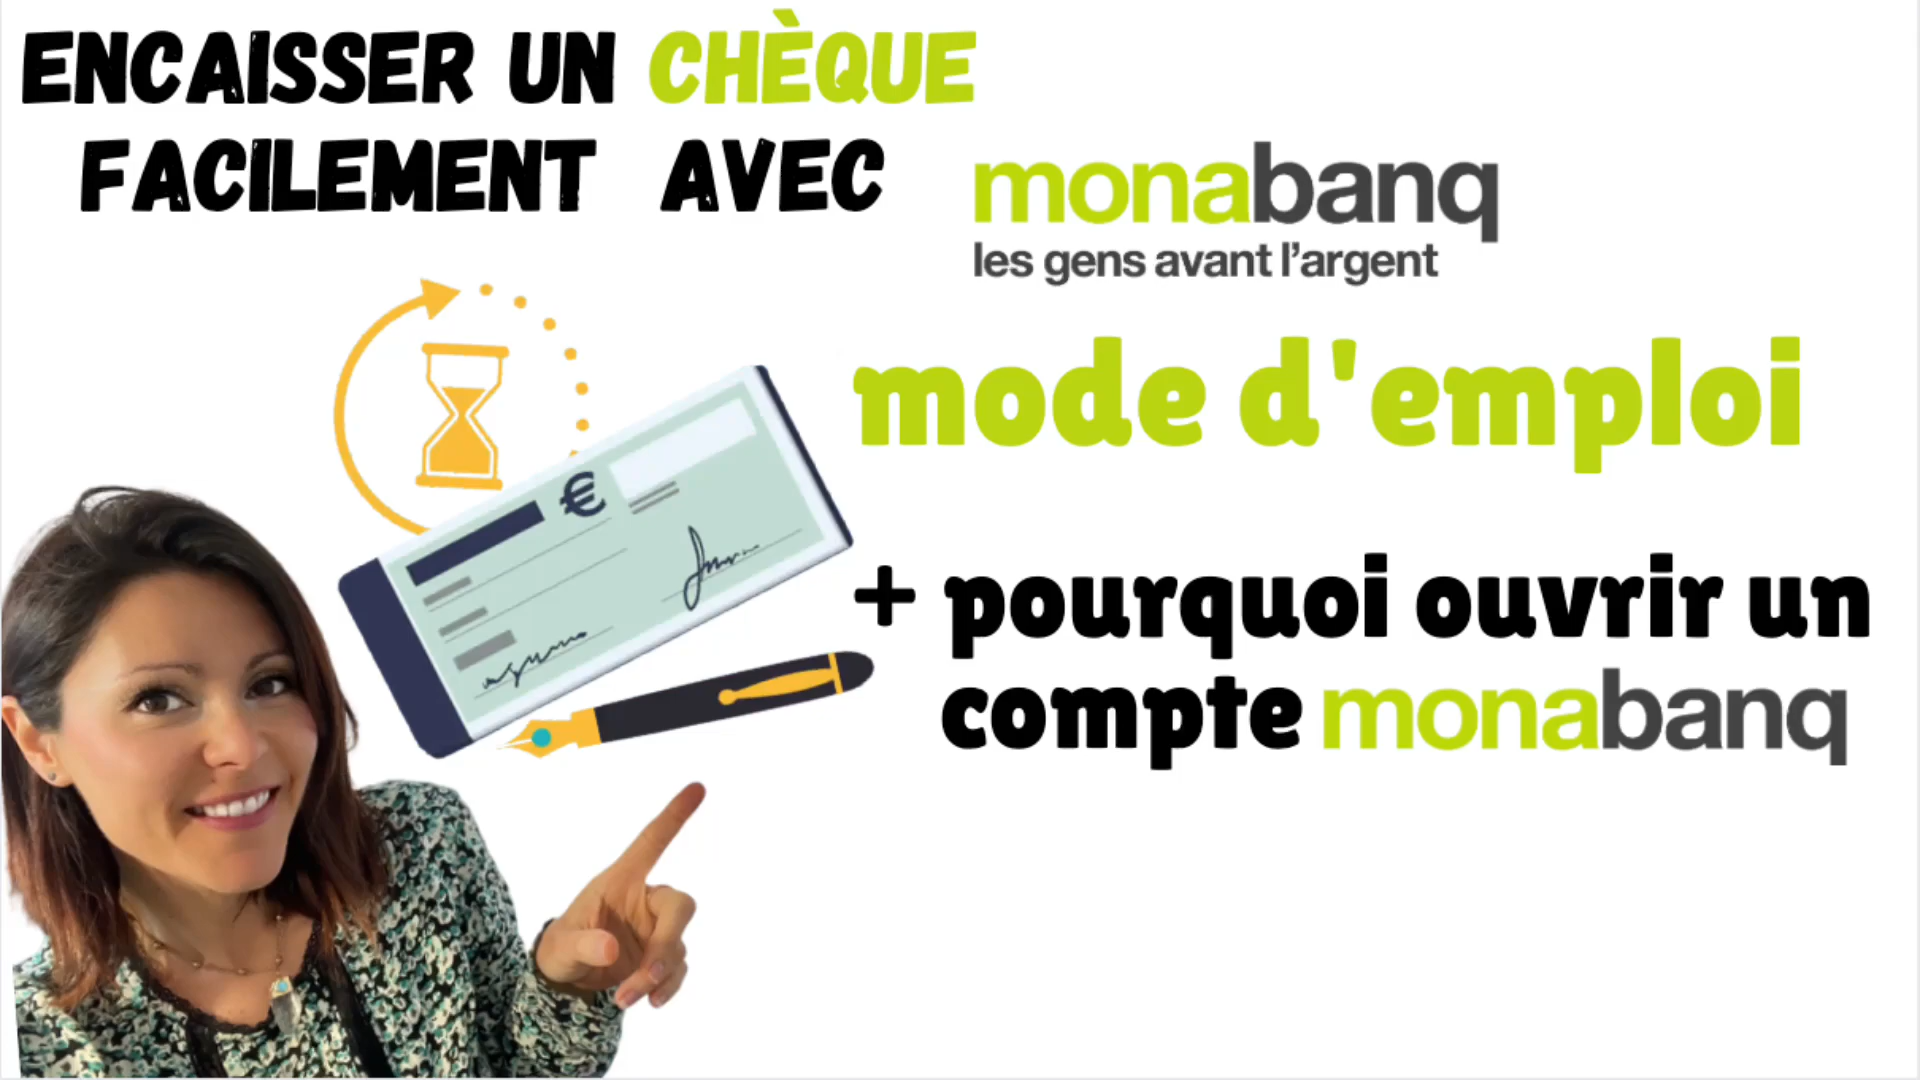 ENCAISSER UN CHÈQUE
FACILEMENT AVEC
monabanq
les gens avant l'argent
mode d'emploi
€
+ pourquoi ouvrir un
compte monabanq